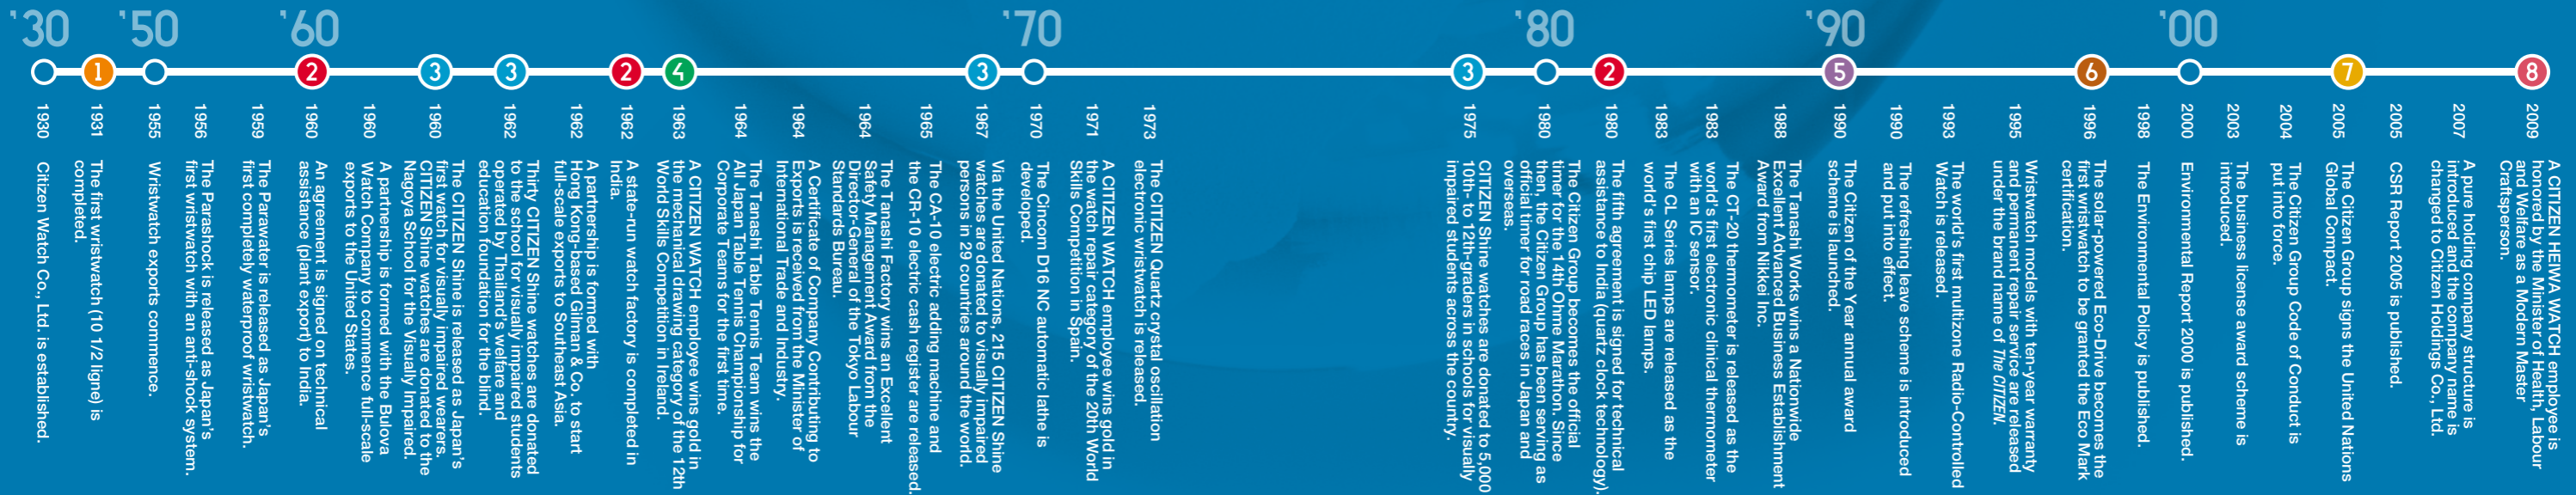 '30
'50
'60
'70
'80
'90
'00
1
2
3
3
2
4
3
3
2
5
6
7
8
1930
Citizen Watch Co., Ltd. is established.
1931
The first wristwatch (10 1/2 ligne) is
completed.
1955
Wristwatch exports commence.
1956
The Parashock is released as Japan's
first wristwatch with an anti-shock system.
1959
The Parawater is released as Japan's
first completely waterproof wristwatch.
1960
An agreement is signed on technical
assistance (plant export) to India.
1960
A partnership is formed with the Bulova
Watch Company to commence full-scale
exports to the United States.
1960
The CITIZEN Shine is released as Japan's
first watch for visually impaired wearers.
CITIZEN Shine watches are donated to the
Nagoya School for the Visually Impaired.
1962
Thirty CITIZEN Shine watches are donated
to the school for visually impaired students
operated by Thailand's welfare and
education foundation for the blind.
1962
A partnership is formed with
Hong Kong-based Gilman & Co. to start
full-scale exports to Southeast Asia.
1962
A state-run watch factory is completed in
India.
1963
A CITIZEN WATCH employee wins gold in
the mechanical drawing category of the 12th
World Skills Competition in Ireland.
1964
The Tanashi Table Tennis Team wins the
All Japan Table Tennis Championship for
Corporate Teams for the first time.
1964
A Certificate of Company Contributing to
Exports is received from the Minister of
International Trade and Industry.
1964
The Tanashi Factory wins an Excellent
Safety Management Award from the
Director-General of the Tokyo Labour
Standards Bureau.
1965
The CA-10 electric adding machine and
the CR-10 electric cash register are released.
1967
Via the United Nations, 215 CITIZEN Shine
watches are donated to visually impaired
persons in 29 countries around the world.
1970
The Cincom D16 NC automatic lathe is
developed.
1971
A CITIZEN WATCH employee wins gold in
the watch repair category of the 20th World
Skills Competition in Spain.
1973
The CITIZEN Quartz crystal oscillation
electronic wristwatch is released.
1975
CITIZEN Shine watches are donated to 5,000
10th- to 12th-graders in schools for visually
impaired students across the country.
1980
The Citizen Group becomes the official
timer for the 14th Ohme Marathon. Since
then, the Citizen Group has been serving as
official timer for road races in Japan and
overseas.
1980
The fifth agreement is signed for technical
assistance to India (quartz clock technology).
1983
The CL Series lamps are released as the
world's first chip LED lamps.
1983
The CT-20 thermometer is released as the
world's first electronic clinical thermometer
with an IC sensor.
1988
The Tanashi Works wins a Nationwide
Excellent Advanced Business Establishment
Award from Nikkei Inc.
1990
The Citizen of the Year annual award
scheme is launched.
1990
The refreshing leave scheme is introduced
and put into effect.
1993
The world's first multizone Radio-Controlled
Watch is released.
1995
Wristwatch models with ten-year warranty
and permanent repair service are released
under the brand name of The CITIZEN.
1996
The solar-powered Eco-Drive becomes the
first wristwatch to be granted the Eco Mark
certification.
1998
The Environmental Policy is published.
2000
Environmental Report 2000 is published.
2003
The business license award scheme is
introduced.
2004
The Citizen Group Code of Conduct is
put into force.
2005
The Citizen Group signs the United Nations
Global Compact.
2005
CSR Report 2005 is published.
2007
A pure holding company structure is
introduced and the company name is
changed to Citizen Holdings Co., Ltd.
2009
A CITIZEN HEIWA WATCH employee is
honored by the Minister of Health, Labour
and Welfare as a Modern Master
Craftsperson.